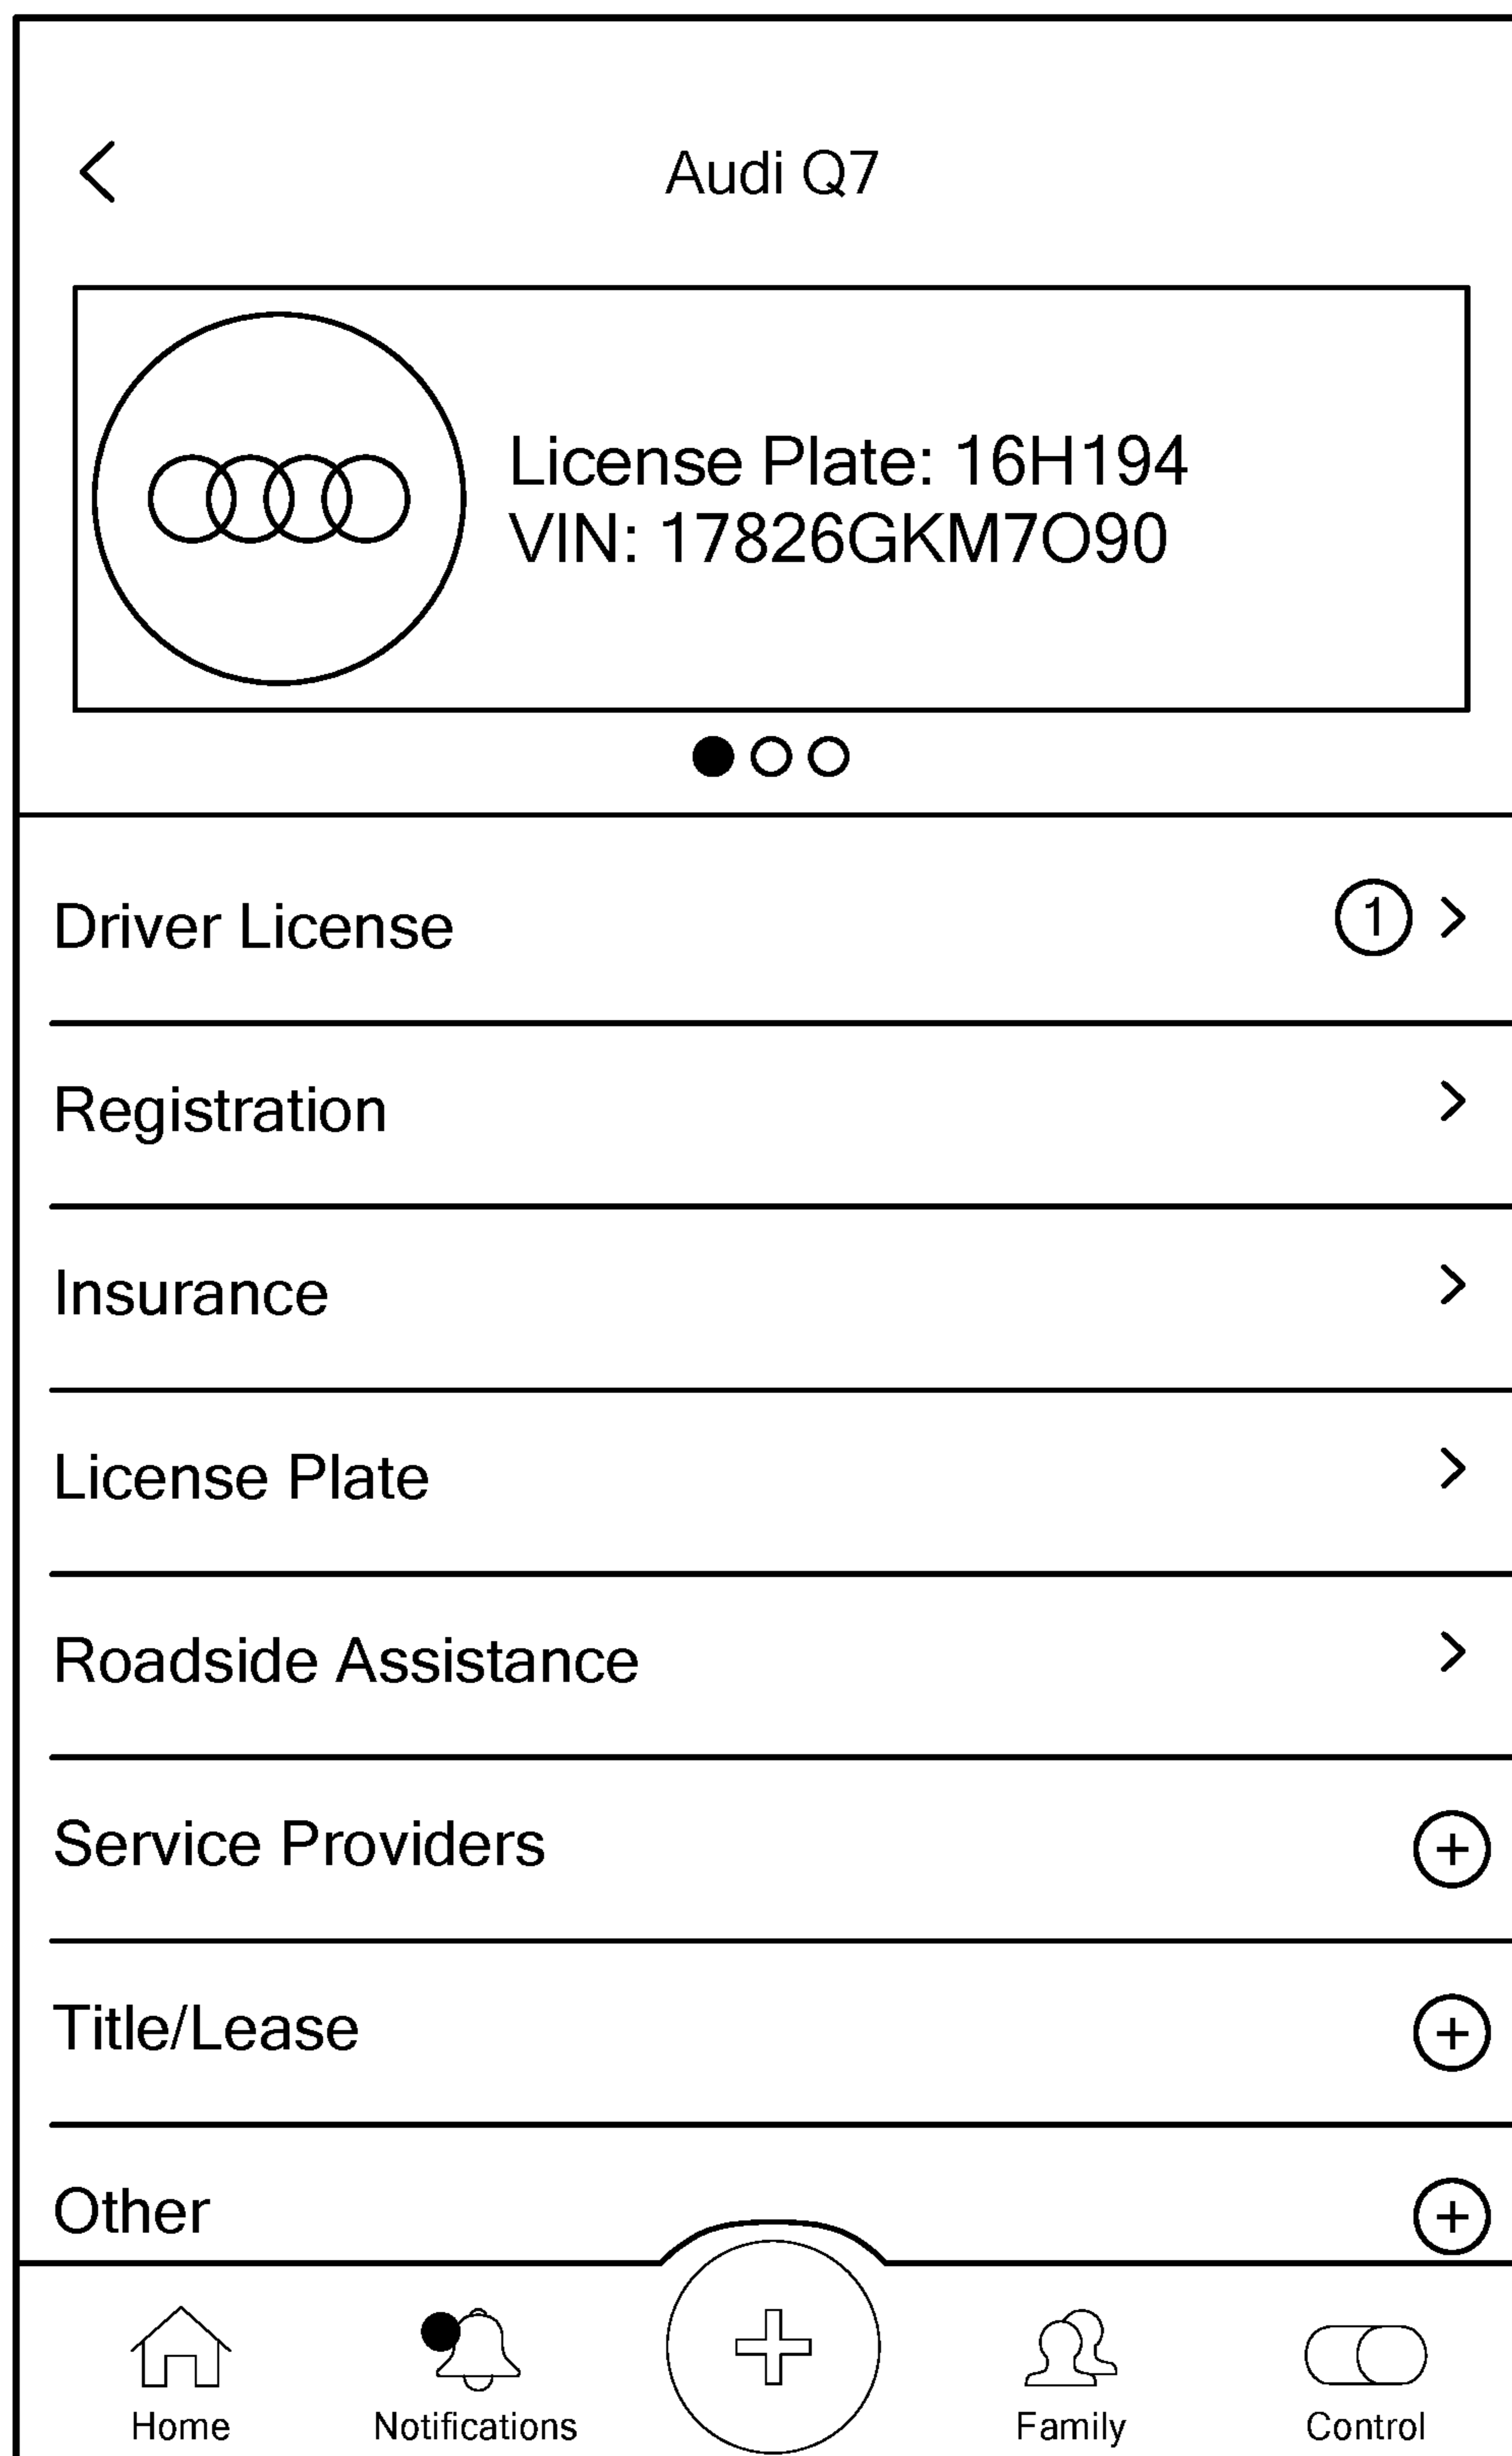 Audi Q7
License Plate: 16H194
VIN: 17826GKM7O90
Driver License 1
Registration
Insurance
License Plate
Roadside Assistance
Service Providers
Title/Lease
Other
Home Notifications Family Control